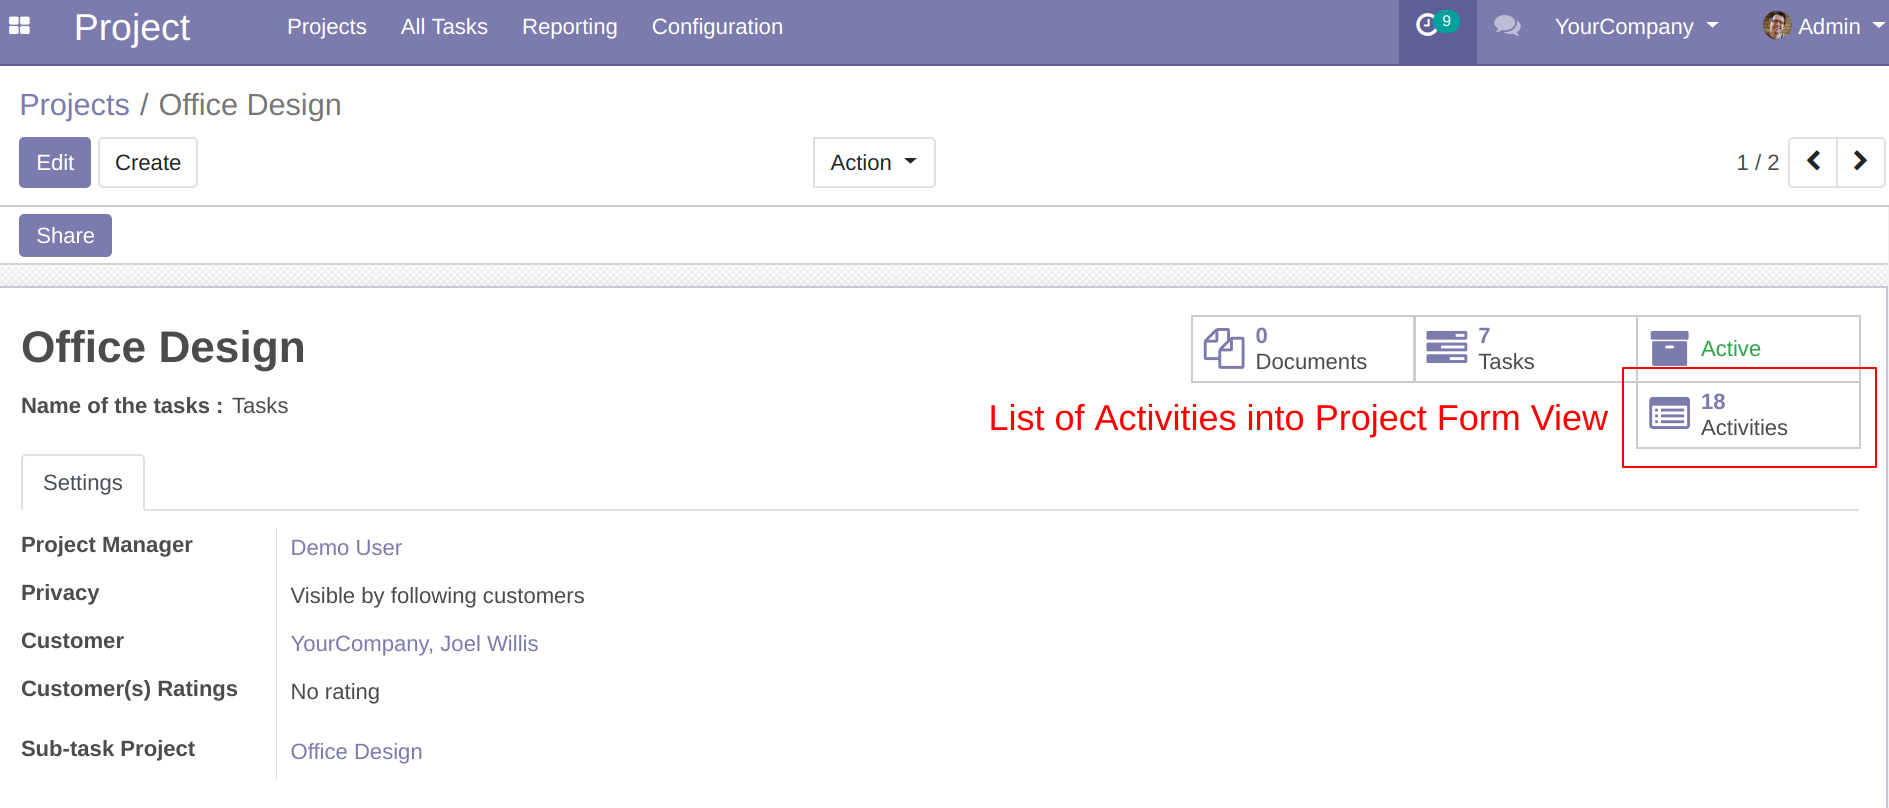 Project Projects All Tasks Reporting Configuration 9 YourCompany Admin
Projects / Office Design
Edit Create Action 1 / 2
Share
Office Design
0
Documents
7
Tasks
Active
Name of the tasks : Tasks
List of Activities into Project Form View
18
Activities
Settings
Project Manager Demo User
Privacy Visible by following customers
Customer YourCompany, Joel Willis
Customer(s) Ratings No rating
Sub-task Project Office Design